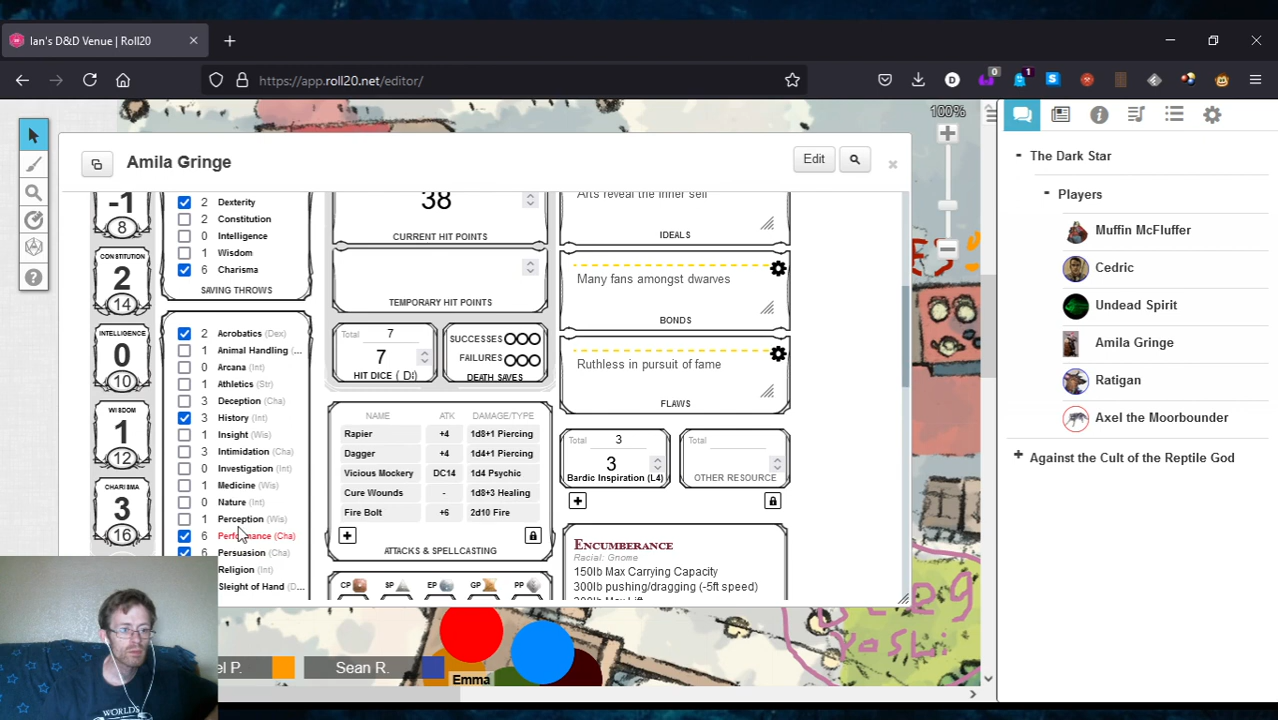 Ian's D&D Venue | Roll20
https://app.roll20.net/editor/
0
1
100%
Amila Gringe
Edit
-1
8
2 Dexterity
2 Constitution
0 Intelligence
1 Wisdom
6 Charisma
SAVING THROWS
CONSTITUTION
2
14
INTELLIGENCE
0
10
WISDOM
1
12
CHARISMA
3
16
2 Acrobatics (Dex)
1 Animal Handling (...
0 Arcana (Int)
1 Athletics (Str)
3 Deception (Cha)
3 History (Int)
1 Insight (Wis)
3 Intimidation (Cha)
0 Investigation (Int)
1 Medicine (Wis)
0 Nature (Int)
1 Perception (Wis)
6 Performance (Cha)
6 Persuasion (Cha)
Religion (Int)
Sleight of Hand (D...
38
CURRENT HIT POINTS
TEMPORARY HIT POINTS
Total 7
7
HIT DICE ( D
SUCCESSES
FAILURES
DEATH SAVES
NAME ATK DAMAGE/TYPE
Rapier +4 1d8+1 Piercing
Dagger +4 1d4+1 Piercing
Vicious Mockery DC14 1d4 Psychic
Cure Wounds - 1d8+3 Healing
Fire Bolt +6 2d10 Fire
ATTACKS & SPELLCASTING
CP SP EP GP PP
Arts reveal the inner self
IDEALS
Many fans amongst dwarves
BONDS
Ruthless in pursuit of fame
FLAWS
Total 3
3
Bardic Inspiration (L4)
Total
OTHER RESOURCE
ENCUMBERANCE
Racial: Gnome
150lb Max Carrying Capacity
300lb pushing/dragging (-5ft speed)
300lb Max Lift
The Dark Star
Players
Muffin McFluffer
Cedric
Undead Spirit
Amila Gringe
Ratigan
Axel the Moorbounder
Against the Cult of the Reptile God
el P.
Sean R.
Emma
Yoshi
WORLDS